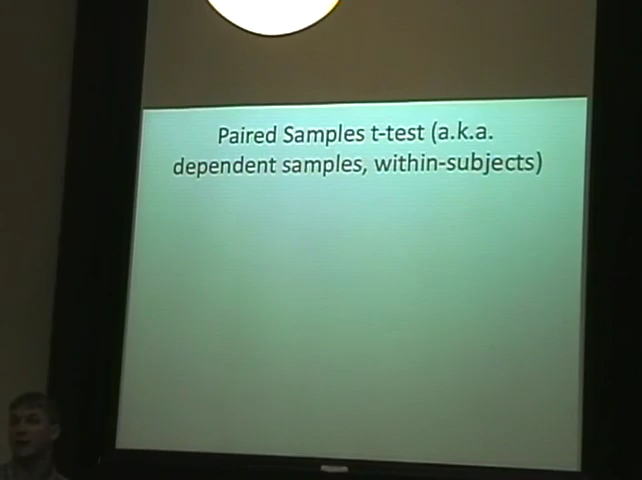 Paired Samples t-test (a.k.a.
dependent samples, within-subjects)